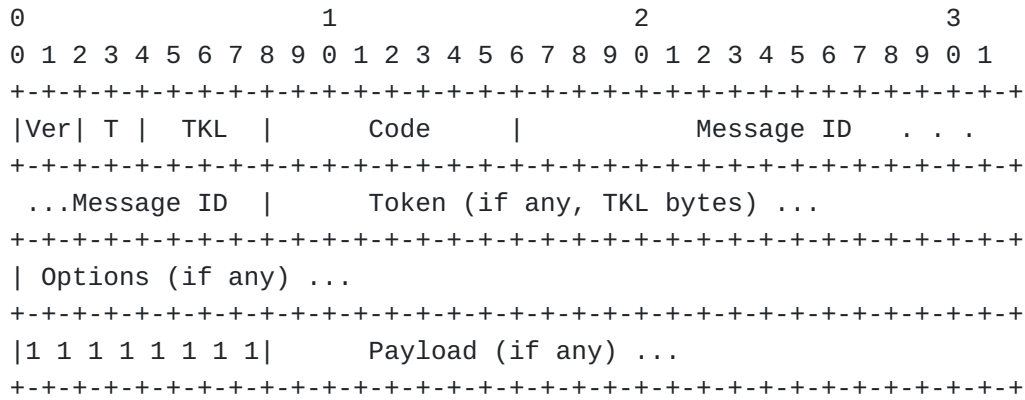 0                   1                   2                   3
0 1 2 3 4 5 6 7 8 9 0 1 2 3 4 5 6 7 8 9 0 1 2 3 4 5 6 7 8 9 0 1
+-+-+-+-+-+-+-+-+-+-+-+-+-+-+-+-+-+-+-+-+-+-+-+-+-+-+-+-+-+-+-+-+
|Ver| T |  TKL  |      Code     |           Message ID   . . .
+-+-+-+-+-+-+-+-+-+-+-+-+-+-+-+-+-+-+-+-+-+-+-+-+-+-+-+-+-+-+-+-+
 ...Message ID  |      Token (if any, TKL bytes) ...
+-+-+-+-+-+-+-+-+-+-+-+-+-+-+-+-+-+-+-+-+-+-+-+-+-+-+-+-+-+-+-+-+
| Options (if any) ...
+-+-+-+-+-+-+-+-+-+-+-+-+-+-+-+-+-+-+-+-+-+-+-+-+-+-+-+-+-+-+-+-+
|1 1 1 1 1 1 1 1|      Payload (if any) ...
+-+-+-+-+-+-+-+-+-+-+-+-+-+-+-+-+-+-+-+-+-+-+-+-+-+-+-+-+-+-+-+-+